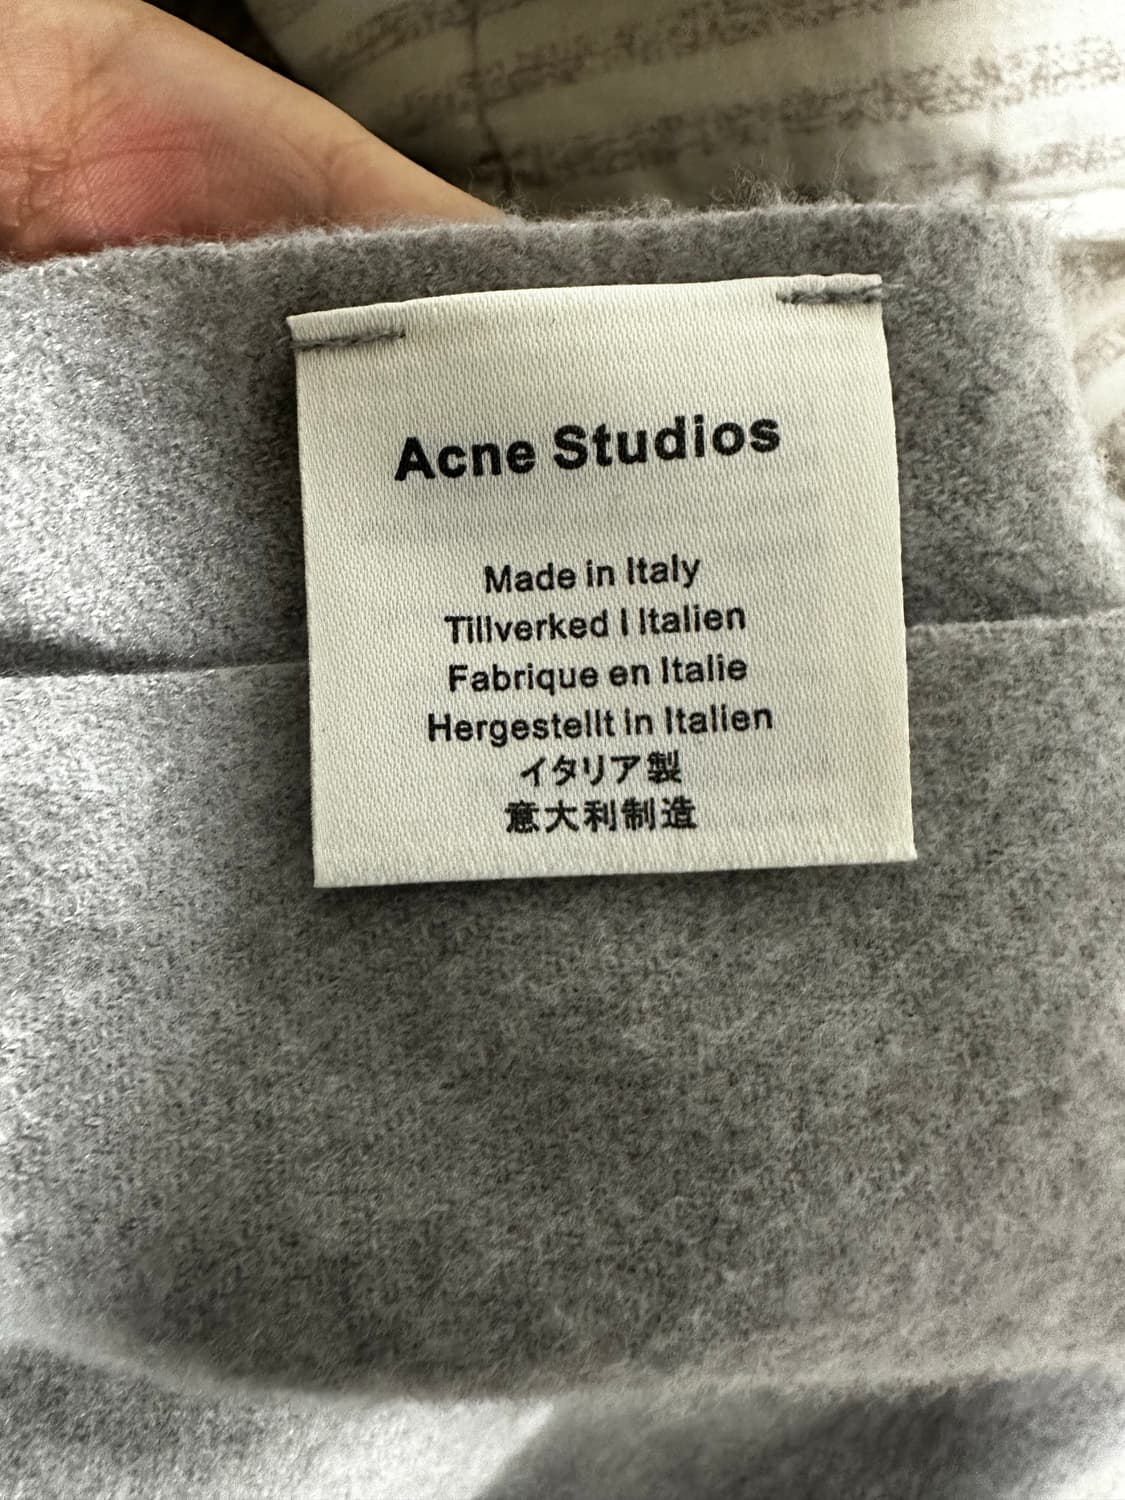 Acne Studios
Made in Italy
Tillverked I Italien
Fabrique en Italie
Hergestellt in Italien
イタリア製
意大利制造